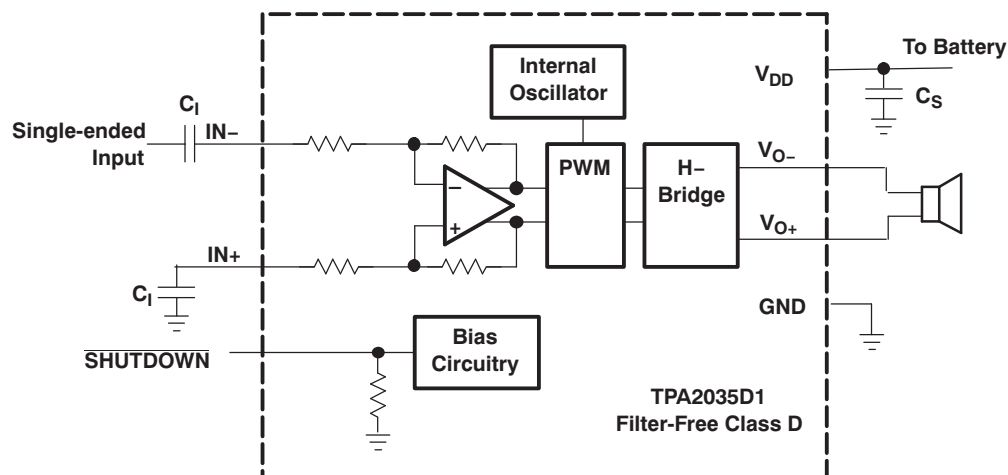 Internal
Oscillator
To Battery
V_DD
C_S
C_I
Single-ended
Input
IN−
PWM
H−
Bridge
V_O−
V_O+
−
+
IN+
C_I
GND
SHUTDOWN
Bias
Circuitry
TPA2035D1
Filter-Free Class D